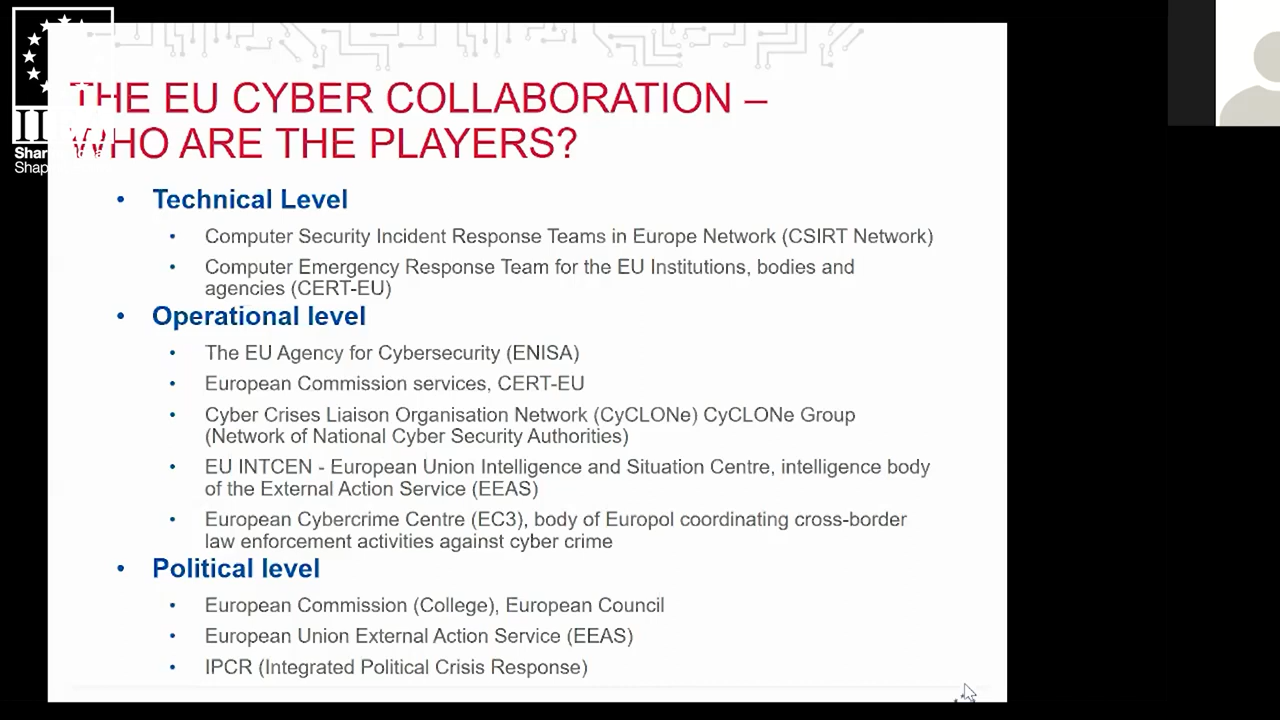 THE EU CYBER COLLABORATION –
WHO ARE THE PLAYERS?
Shar
Shap
• Technical Level
• Computer Security Incident Response Teams in Europe Network (CSIRT Network)
• Computer Emergency Response Team for the EU Institutions, bodies and
agencies (CERT-EU)
• Operational level
• The EU Agency for Cybersecurity (ENISA)
• European Commission services, CERT-EU
• Cyber Crises Liaison Organisation Network (CyCLONe) CyCLONe Group
(Network of National Cyber Security Authorities)
• EU INTCEN - European Union Intelligence and Situation Centre, intelligence body
of the External Action Service (EEAS)
• European Cybercrime Centre (EC3), body of Europol coordinating cross-border
law enforcement activities against cyber crime
• Political level
• European Commission (College), European Council
• European Union External Action Service (EEAS)
• IPCR (Integrated Political Crisis Response)